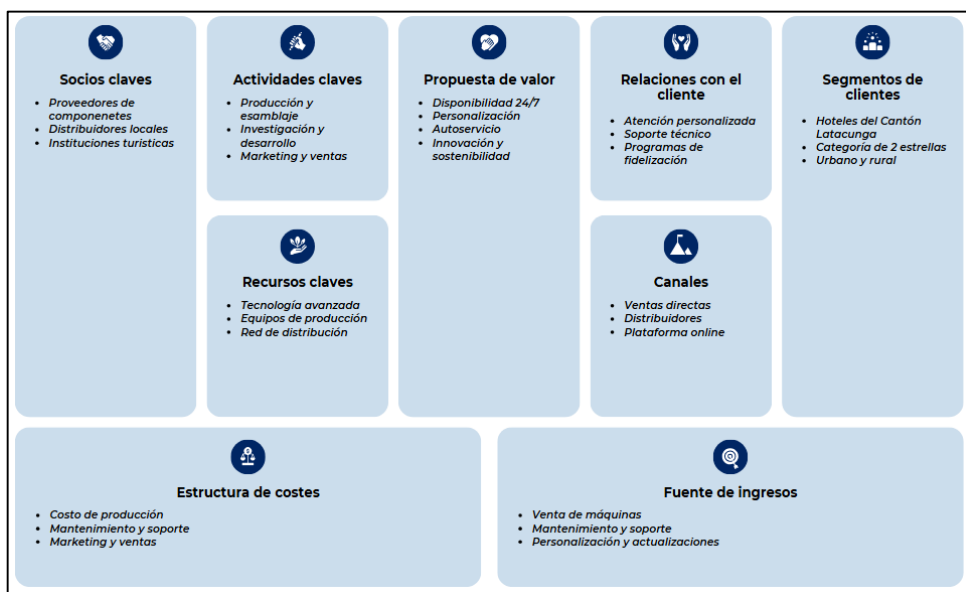 Socios claves
Proveedores de
componenetes
Distribuidores locales
Instituciones turisticas
Actividades claves
Producción y
esamblaje
Investigación y
desarrollo
Marketing y ventas
Recursos claves
Tecnología avanzada
Equipos de producción
Red de distribución
Propuesta de valor
Disponibilidad 24/7
Personalización
Autoservicio
Innovación y
sostenibilidad
Relaciones con el
cliente
Atención personalizada
Soporte técnico
Programas de
fidelización
Canales
Ventas directas
Distribuidores
Plataforma online
Segmentos de
clientes
Hoteles del Cantón
Latacunga
Categoría de 2 estrellas
Urbano y rural
Estructura de costes
Costo de producción
Mantenimiento y soporte
Marketing y ventas
Fuente de ingresos
Venta de máquinas
Mantenimiento y soporte
Personalización y actualizaciones